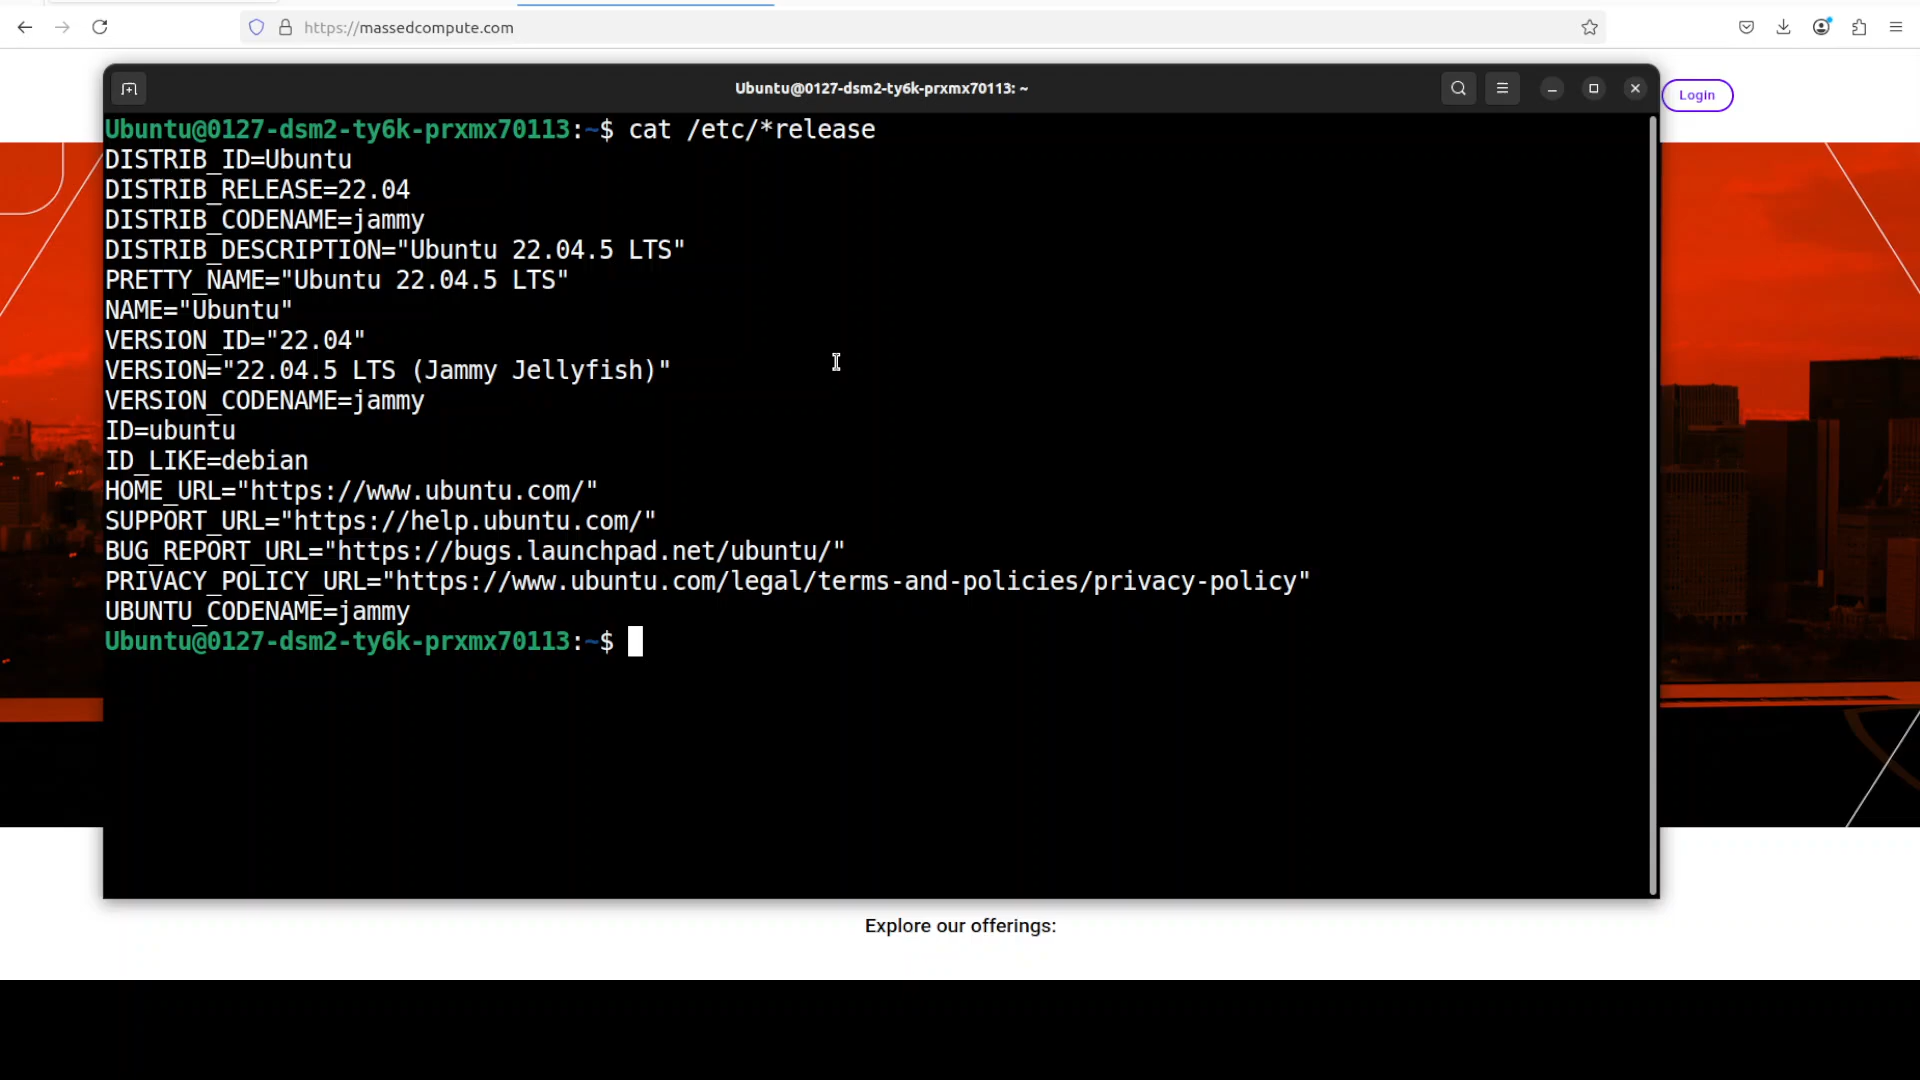 https://massedcompute.com
Ubuntu@0127-dsm2-ty6k-prxmx70113: ~
Login
Ubuntu@0127-dsm2-ty6k-prxmx70113:~$ cat /etc/*release
DISTRIB_ID=Ubuntu
DISTRIB_RELEASE=22.04
DISTRIB_CODENAME=jammy
DISTRIB_DESCRIPTION="Ubuntu 22.04.5 LTS"
PRETTY_NAME="Ubuntu 22.04.5 LTS"
NAME="Ubuntu"
VERSION_ID="22.04"
VERSION="22.04.5 LTS (Jammy Jellyfish)"
VERSION_CODENAME=jammy
ID=ubuntu
ID_LIKE=debian
HOME_URL="https://www.ubuntu.com/"
SUPPORT_URL="https://help.ubuntu.com/"
BUG_REPORT_URL="https://bugs.launchpad.net/ubuntu/"
PRIVACY_POLICY_URL="https://www.ubuntu.com/legal/terms-and-policies/privacy-policy"
UBUNTU_CODENAME=jammy
Ubuntu@0127-dsm2-ty6k-prxmx70113:~$
Explore our offerings: